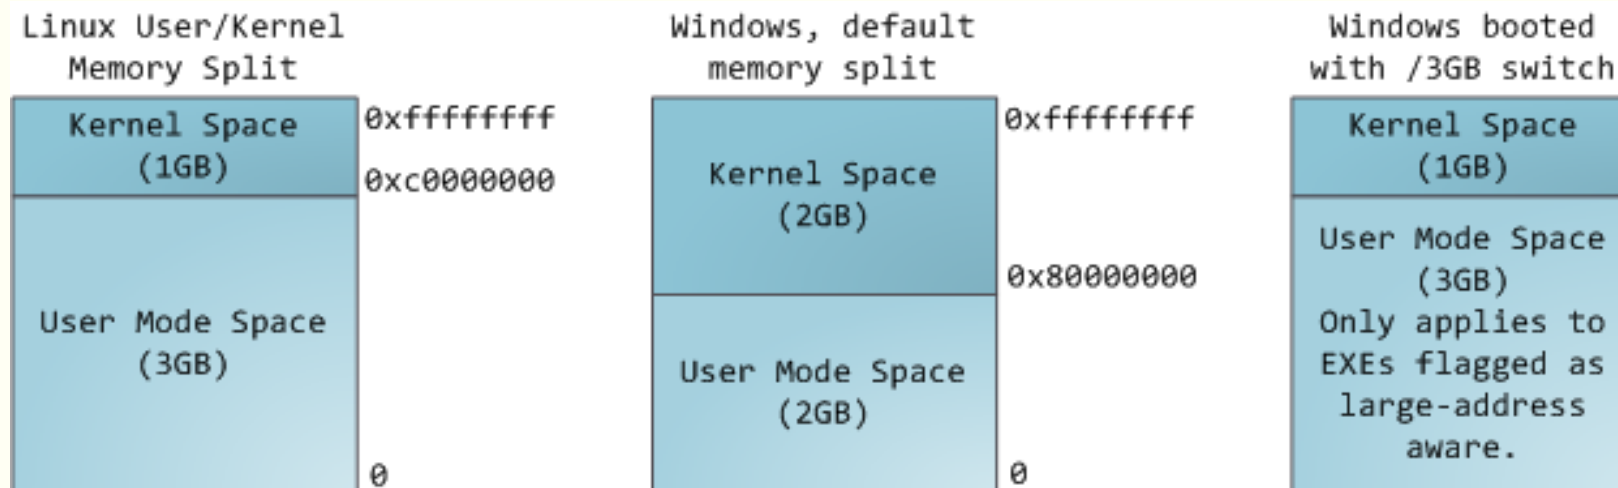 Linux User/Kernel
Memory Split
Kernel Space
(1GB)
0xffffffff
0xc0000000
User Mode Space
(3GB)
0
Windows, default
memory split
Kernel Space
(2GB)
0xffffffff
0x80000000
User Mode Space
(2GB)
0
Windows booted
with /3GB switch
Kernel Space
(1GB)
User Mode Space
(3GB)
Only applies to
EXEs flagged as
large-address
aware.